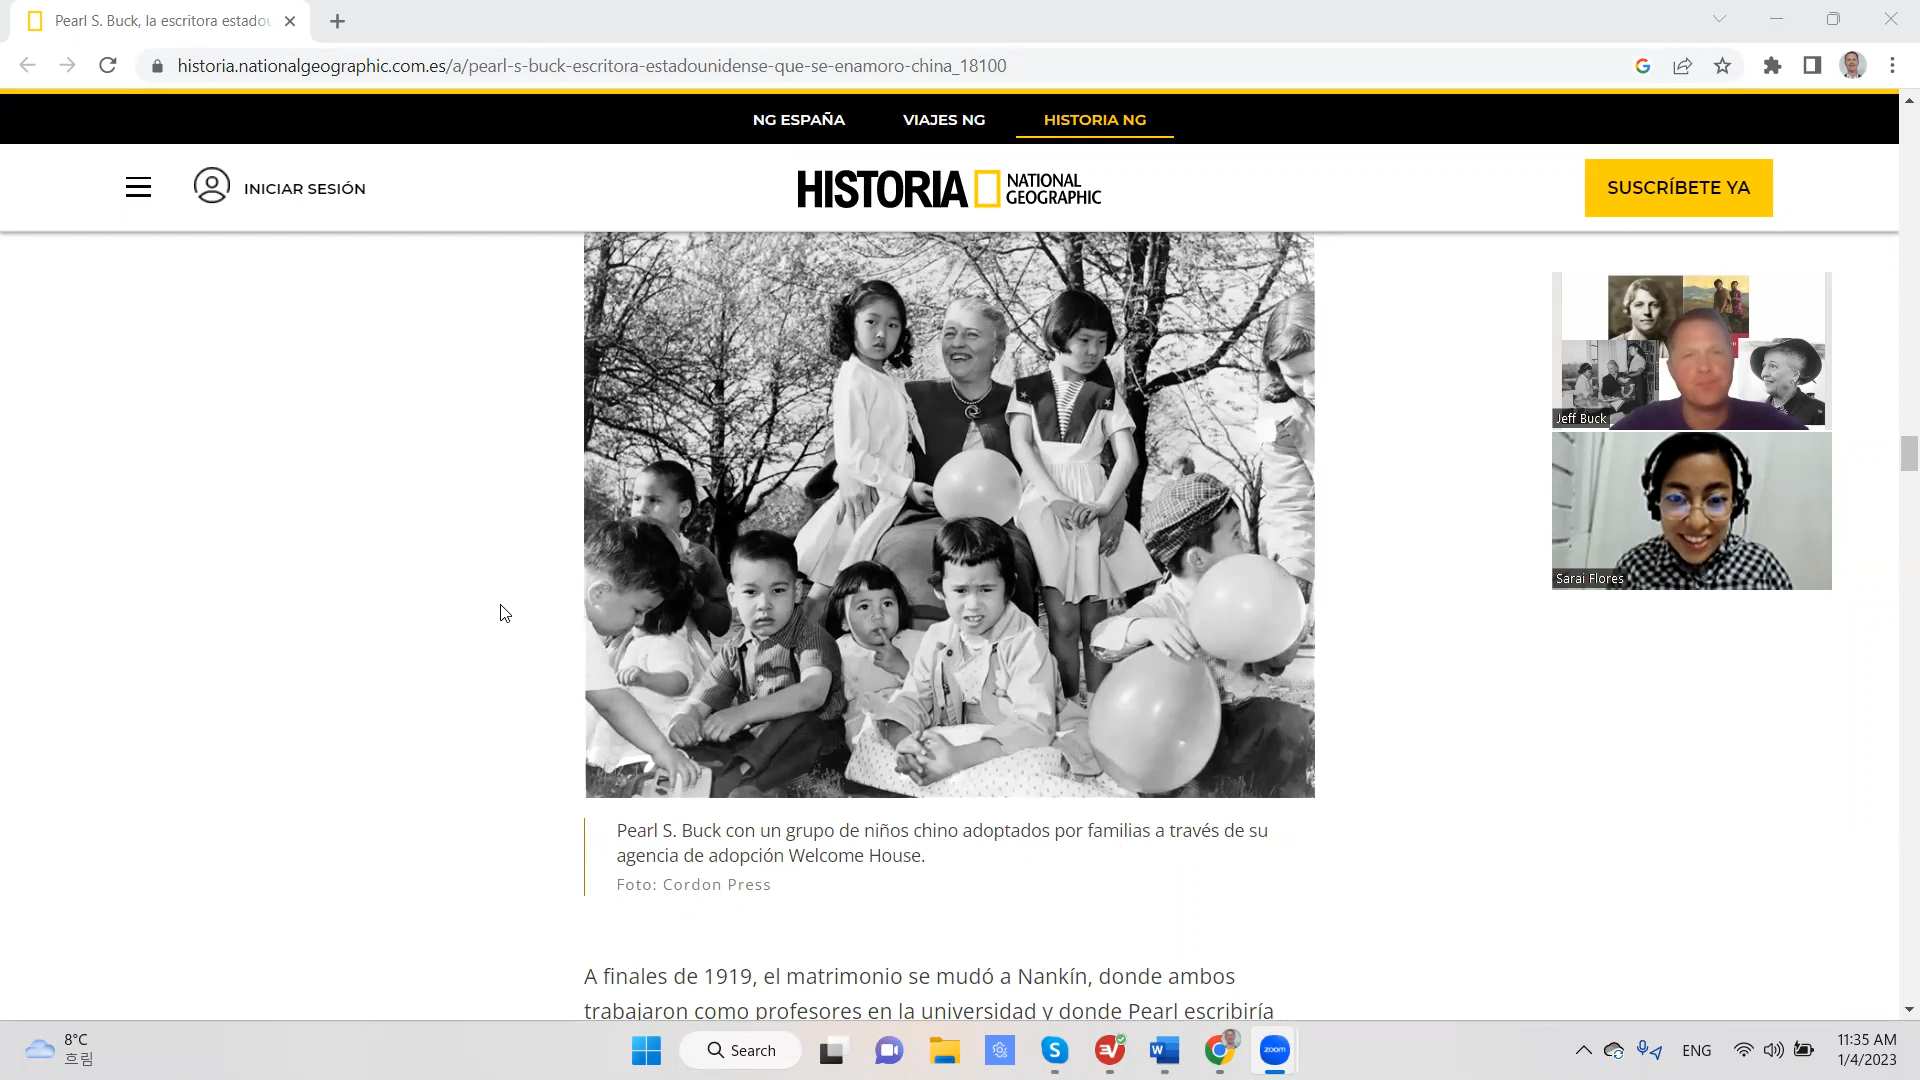 Pearl S. Buck, la escritora estadou
historia.nationalgeographic.com.es/a/pearl-s-buck-escritora-estadounidense-que-se-enamoro-china_18100
NG ESPAÑA VIAJES NG HISTORIA NG
INICIAR SESIÓN
HISTORIA NATIONAL GEOGRAPHIC
SUSCRÍBETE YA
Jeff Buck
Sarai Flores
Pearl S. Buck con un grupo de niños chino adoptados por familias a través de su
agencia de adopción Welcome House.
Foto: Cordon Press
A finales de 1919, el matrimonio se mudó a Nankín, donde ambos
trabajaron como profesores en la universidad y donde Pearl escribiría
8°C
흐림
Search
zoom
ENG
11:35 AM
1/4/2023